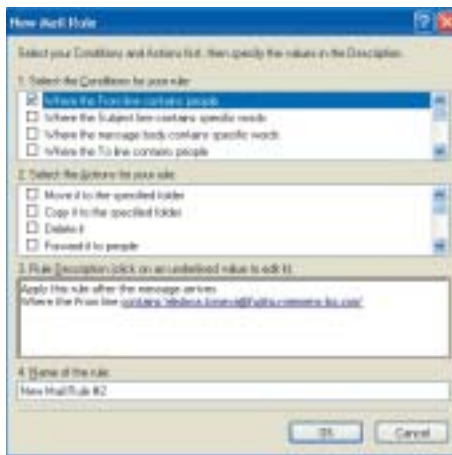 New Mail Rule
Select your Conditions and Actions first, then specify the values in the Description.
1. Select the Conditions for your rule:
Where the From line contains people
Where the Subject line contains specific words
Where the message body contains specific words
Where the To line contains people
2. Select the Actions for your rule:
Move it to the specified folder
Copy it to the specified folder
Delete it
Forward it to people
3. Rule Description (click on an underlined value to edit it):
Apply this rule after the message arrives
Where the From line contains
4. Name of the rule:
New Mail Rule #2
OK Cancel